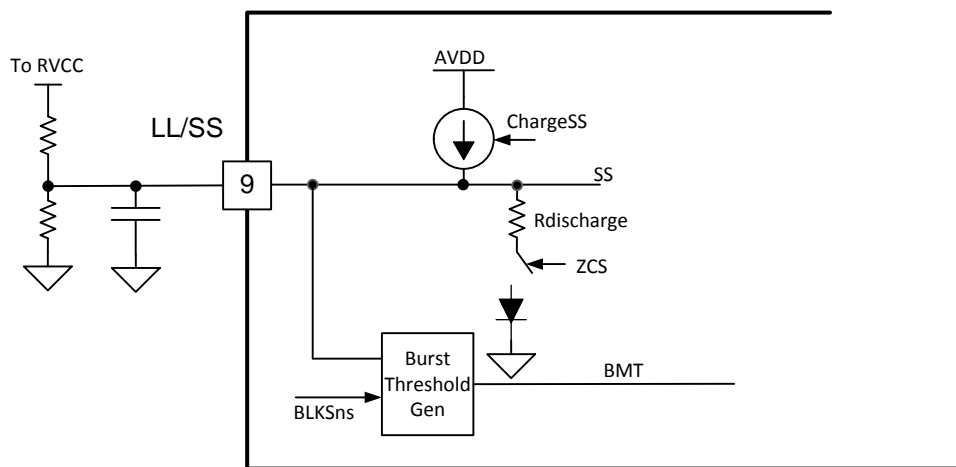 AVDD
To RVCC
ChargeSS
LL/SS
9
SS
Rdischarge
ZCS
Burst
Threshold
Gen
BMT
BLKSns